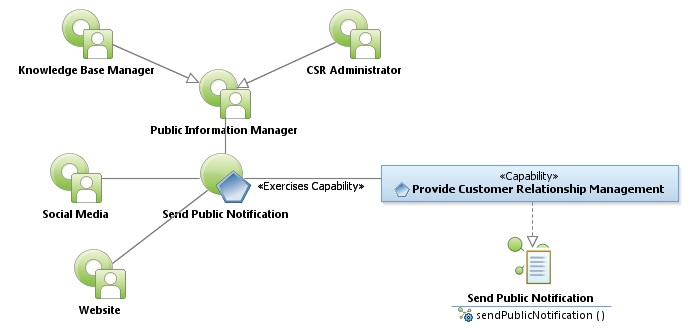 Knowledge Base Manager
CSR Administrator
Public Information Manager
Social Media
Send Public Notification
«Exercises Capability»
«Capability»
Provide Customer Relationship Management
Website
Send Public Notification
sendPublicNotification ( )